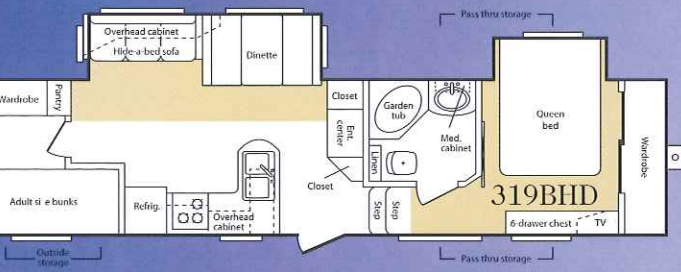 Pass thru storage
Overhead cabinet
Hide-a-bed sofa
Dinette
Wardrobe
Pantry
Closet
Ent.
center
Closet
Garden
tub
Med.
cabinet
Linen
Queen
bed
Wardrobe
Adult si e bunks
Refrig.
Overhead
cabinet
Step
Step
319BHD
6-drawer chest
TV
Outside
storage
Pass thru storage